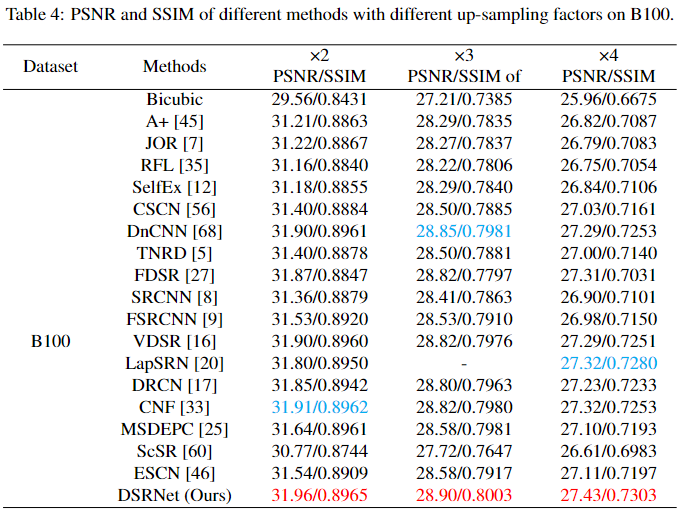 Table 4: PSNR and SSIM of different methods with different up-sampling factors on B100.
Dataset Methods ×2 PSNR/SSIM ×3 PSNR/SSIM of ×4 PSNR/SSIM
Bicubic 29.56/0.8431 27.21/0.7385 25.96/0.6675
A+ [45] 31.21/0.8863 28.29/0.7835 26.82/0.7087
JOR [7] 31.22/0.8867 28.27/0.7837 26.79/0.7083
RFL [35] 31.16/0.8840 28.22/0.7806 26.75/0.7054
SelfEx [12] 31.18/0.8855 28.29/0.7840 26.84/0.7106
CSCN [56] 31.40/0.8884 28.50/0.7885 27.03/0.7161
DnCNN [68] 31.90/0.8961 28.85/0.7981 27.29/0.7253
TNRD [5] 31.40/0.8878 28.50/0.7881 27.00/0.7140
FDSR [27] 31.87/0.8847 28.82/0.7797 27.31/0.7031
SRCNN [8] 31.36/0.8879 28.41/0.7863 26.90/0.7101
FSRCNN [9] 31.53/0.8920 28.53/0.7910 26.98/0.7150
B100 VDSR [16] 31.90/0.8960 28.82/0.7976 27.29/0.7251
LapSRN [20] 31.80/0.8950 - 27.32/0.7280
DRCN [17] 31.85/0.8942 28.80/0.7963 27.23/0.7233
CNF [33] 31.91/0.8962 28.82/0.7980 27.32/0.7253
MSDEPC [25] 31.64/0.8961 28.58/0.7981 27.10/0.7193
ScSR [60] 30.77/0.8744 27.72/0.7647 26.61/0.6983
ESCN [46] 31.54/0.8909 28.58/0.7917 27.11/0.7197
DSRNet (Ours) 31.96/0.8965 28.90/0.8003 27.43/0.7303